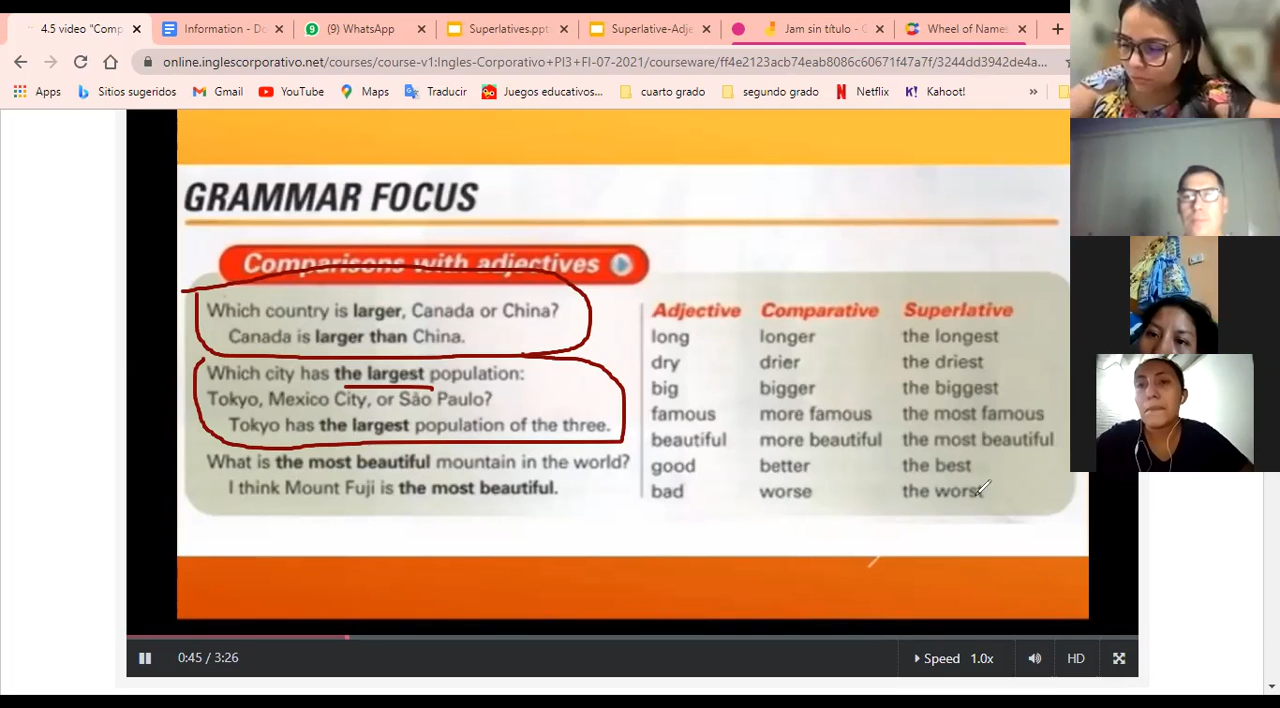 4.5 video "Comp
Information - Do
9
(9) WhatsApp
Superlatives.ppt
Superlative-Adje
Jam sin título - G
Wheel of Names
online.inglescorporativo.net/courses/course-v1:Ingles-Corporativo+PI3+FI-07-2021/courseware/ff4e2123acb74eab8086c60671f47a7f/3244dd3942de4a...
Apps
Sitios sugeridos
Gmail
YouTube
Maps
Traducir
Juegos educativos...
cuarto grado
segundo grado
Netflix
K! Kahoot!
»
GRAMMAR FOCUS
Comparisons with adjectives
Which country is larger, Canada or China?
Canada is larger than China.
Which city has the largest population:
Tokyo, Mexico City, or São Paulo?
Tokyo has the largest population of the three.
What is the most beautiful mountain in the world?
I think Mount Fuji is the most beautiful.
Adjective Comparative Superlative
long longer the longest
dry drier the driest
big bigger the biggest
famous more famous the most famous
beautiful more beautiful the most beautiful
good better the best
bad worse the worst
0:45 / 3:26
Speed 1.0x
HD